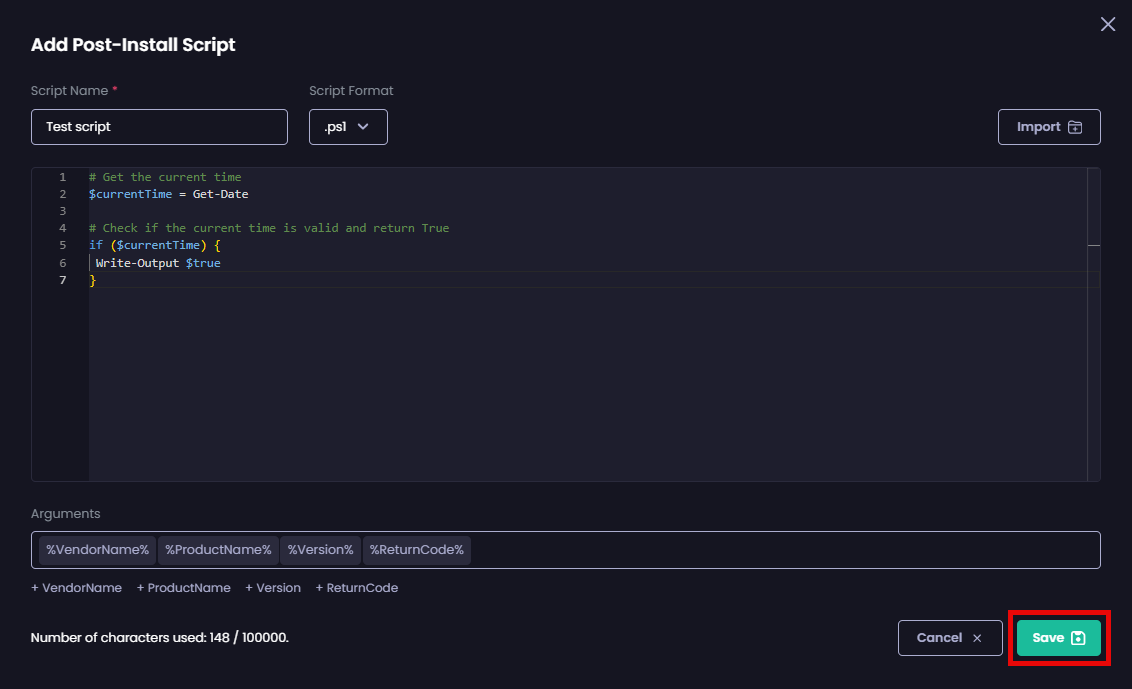 Add Post-Install Script
Script Name *
Script Format
Test script
.ps1
Import
1 # Get the current time
2 $currentTime = Get-Date
3
4 # Check if the current time is valid and return True
5 if ($currentTime) {
6 Write-Output $true
7 }
Arguments
%VendorName% %ProductName% %Version% %ReturnCode%
+ VendorName + ProductName + Version + ReturnCode
Number of characters used: 148 / 100000.
Cancel
Save